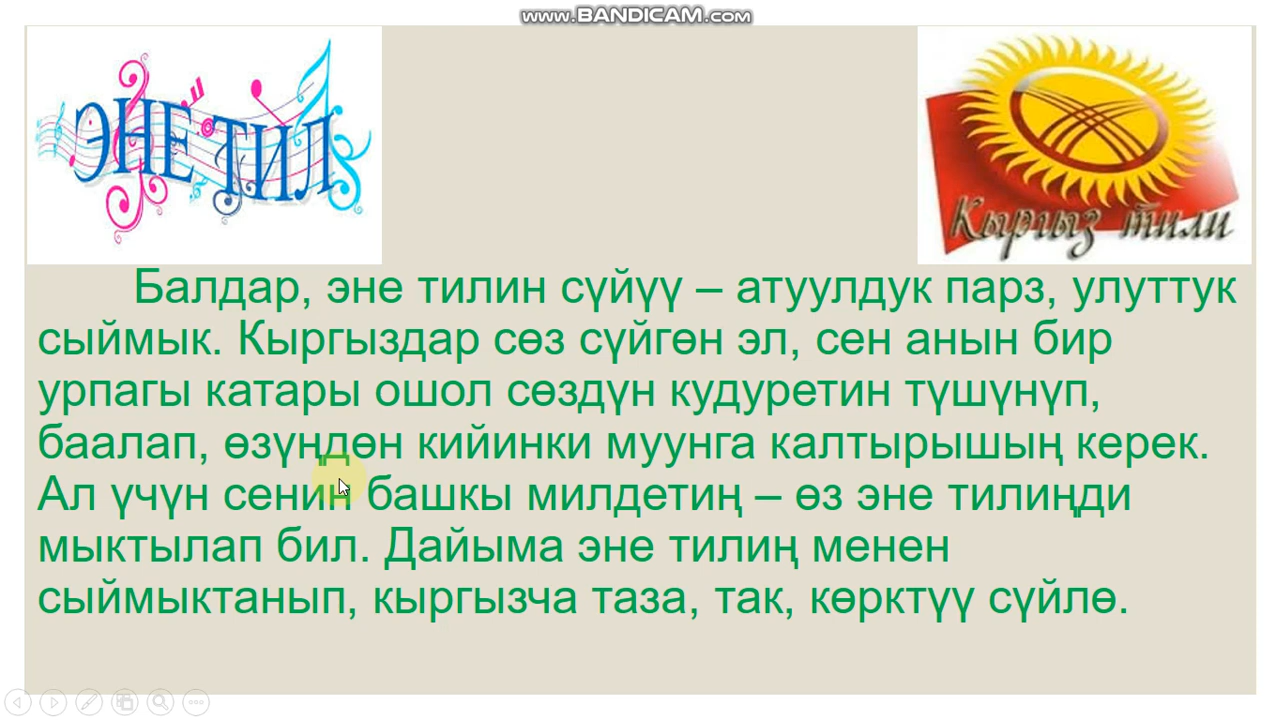 www.BANDICAM.com
ЭНЕ ТИЛ
Кыргыз тили
Балдар, эне тилин сүйүү – атуулдук парз, улуттук
сыймык. Кыргыздар сөз сүйгөн эл, сен анын бир
урпагы катары ошол сөздүн кудуретин түшүнүп,
баалап, өзүңдөн кийинки муунга калтырышың керек.
Ал үчүн сенин башкы милдетиң – өз эне тилиңди
мыктылап бил. Дайыма эне тилиң менен
сыймыктанып, кыргызча таза, так, көрктүү сүйлө.